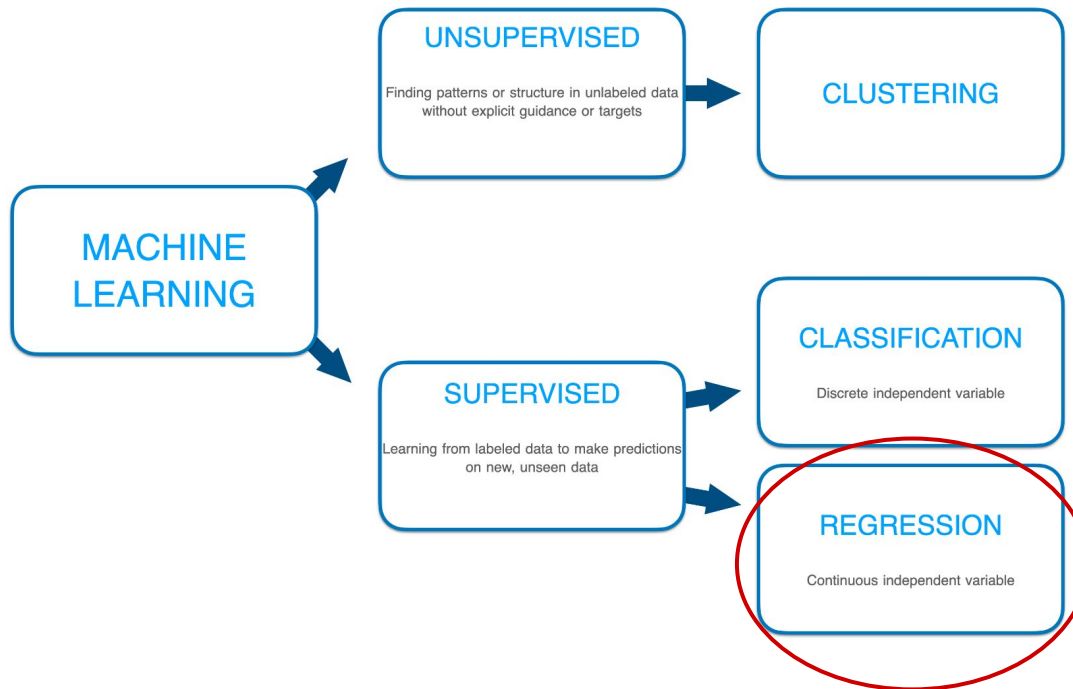 UNSUPERVISED
Finding patterns or structure in unlabeled data
without explicit guidance or targets
CLUSTERING
MACHINE
LEARNING
SUPERVISED
Learning from labeled data to make predictions
on new, unseen data
CLASSIFICATION
Discrete independent variable
REGRESSION
Continuous independent variable